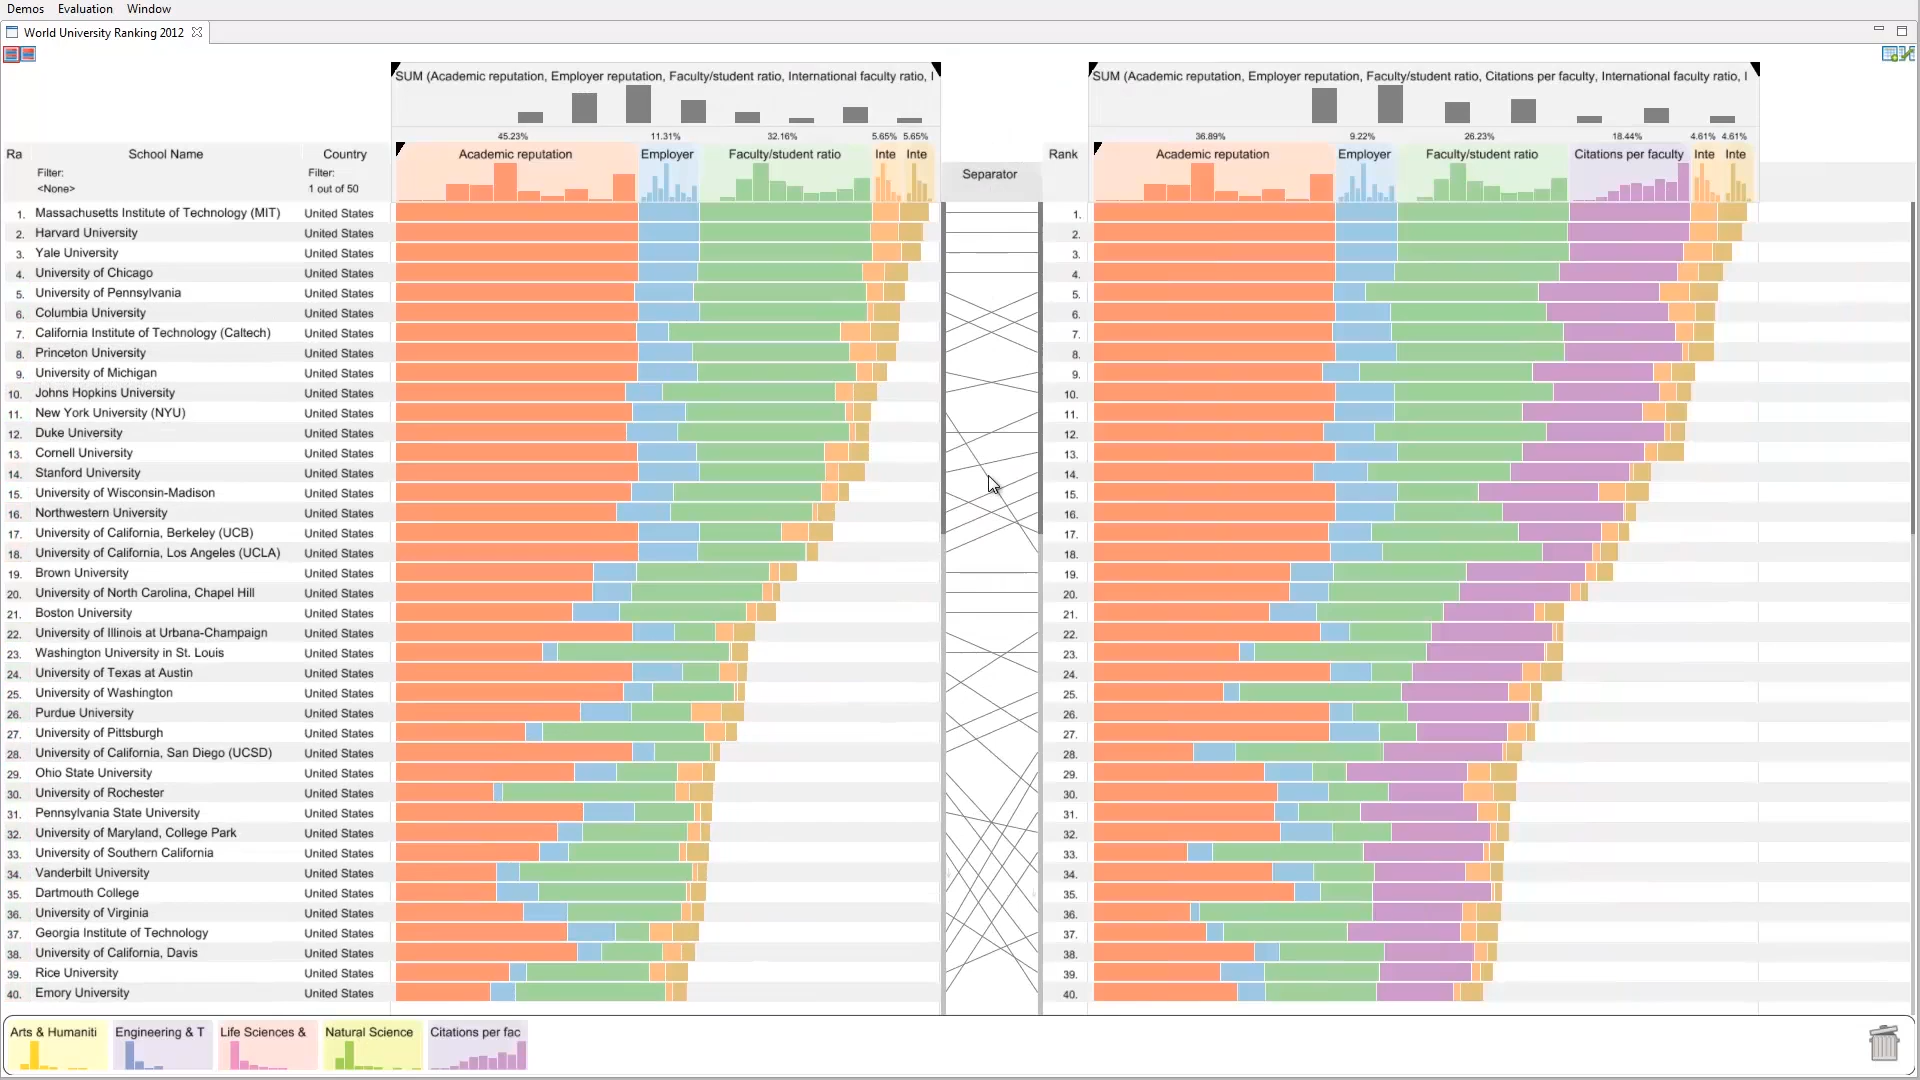 Demos Evaluation Window
World University Ranking 2012
SUM (Academic reputation, Employer reputation, Faculty/student ratio, International faculty ratio, I
SUM (Academic reputation, Employer reputation, Faculty/student ratio, Citations per faculty, International faculty ratio, I
45.23% 11.31% 32.16% 5.65% 5.65%
36.89% 9.22% 26.23% 18.44% 4.61% 4.61%
Ra School Name Country Academic reputation Employer Faculty/student ratio Inte Inte
Filter: Filter:
<None> 1 out of 50
Separator
Rank Academic reputation Employer Faculty/student ratio Citations per faculty Inte Inte
1. Massachusetts Institute of Technology (MIT) United States 1.
2. Harvard University United States 2.
3. Yale University United States 3.
4. University of Chicago United States 4.
5. University of Pennsylvania United States 5.
6. Columbia University United States 6.
7. California Institute of Technology (Caltech) United States 7.
8. Princeton University United States 8.
9. University of Michigan United States 9.
10. Johns Hopkins University United States 10.
11. New York University (NYU) United States 11.
12. Duke University United States 12.
13. Cornell University United States 13.
14. Stanford University United States 14.
15. University of Wisconsin-Madison United States 15.
16. Northwestern University United States 16.
17. University of California, Berkeley (UCB) United States 17.
18. University of California, Los Angeles (UCLA) United States 18.
19. Brown University United States 19.
20. University of North Carolina, Chapel Hill United States 20.
21. Boston University United States 21.
22. University of Illinois at Urbana-Champaign United States 22.
23. Washington University in St. Louis United States 23.
24. University of Texas at Austin United States 24.
25. University of Washington United States 25.
26. Purdue University United States 26.
27. University of Pittsburgh United States 27.
28. University of California, San Diego (UCSD) United States 28.
29. Ohio State University United States 29.
30. University of Rochester United States 30.
31. Pennsylvania State University United States 31.
32. University of Maryland, College Park United States 32.
33. University of Southern California United States 33.
34. Vanderbilt University United States 34.
35. Dartmouth College United States 35.
36. University of Virginia United States 36.
37. Georgia Institute of Technology United States 37.
38. University of California, Davis United States 38.
39. Rice University United States 39.
40. Emory University United States 40.
Arts & Humaniti Engineering & T Life Sciences & Natural Science Citations per fac